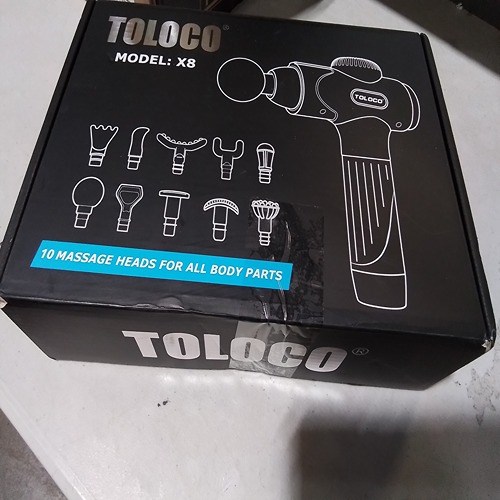 TOLOCO®
MODEL: X8
TOLOCO
10 MASSAGE HEADS FOR ALL BODY PARTS
TOLOCO®